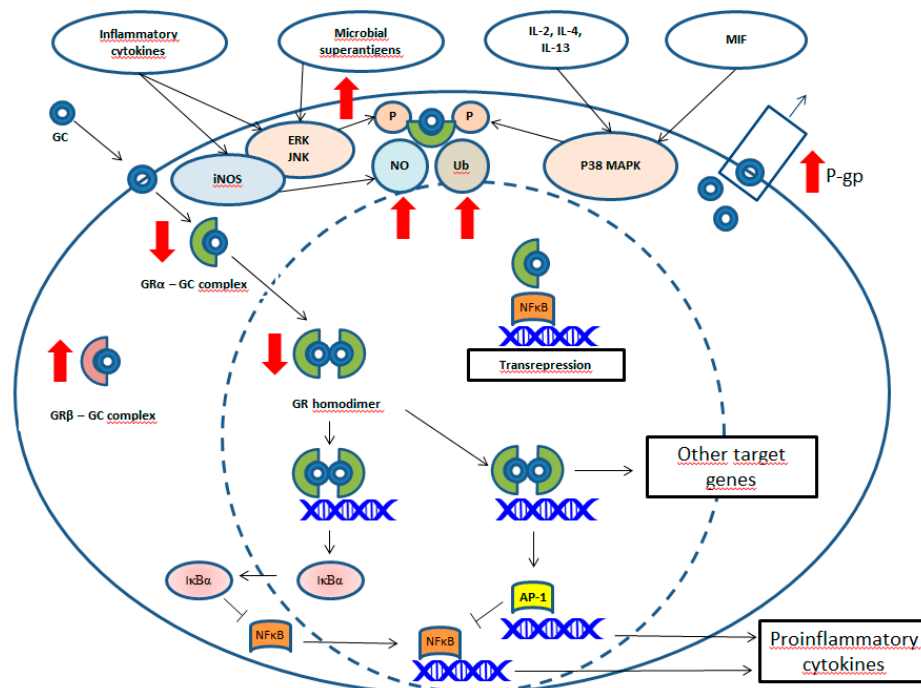 Inflammatory
cytokines
Microbial
superantigens
IL-2, IL-4,
IL-13
MIF
GC
ERK
JNK
iNOS
P
P
NO
Ub
P38 MAPK
P-gp
GRα – GC complex
NFκB
Transrepression
GRβ – GC complex
GR homodimer
Other target
genes
IκBα
IκBα
AP-1
NFκB
NFκB
Proinflammatory
cytokines